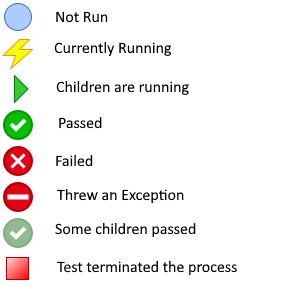 Not Run
Currently Running
Children are running
Passed
Failed
Threw an Exception
Some children passed
Test terminated the process